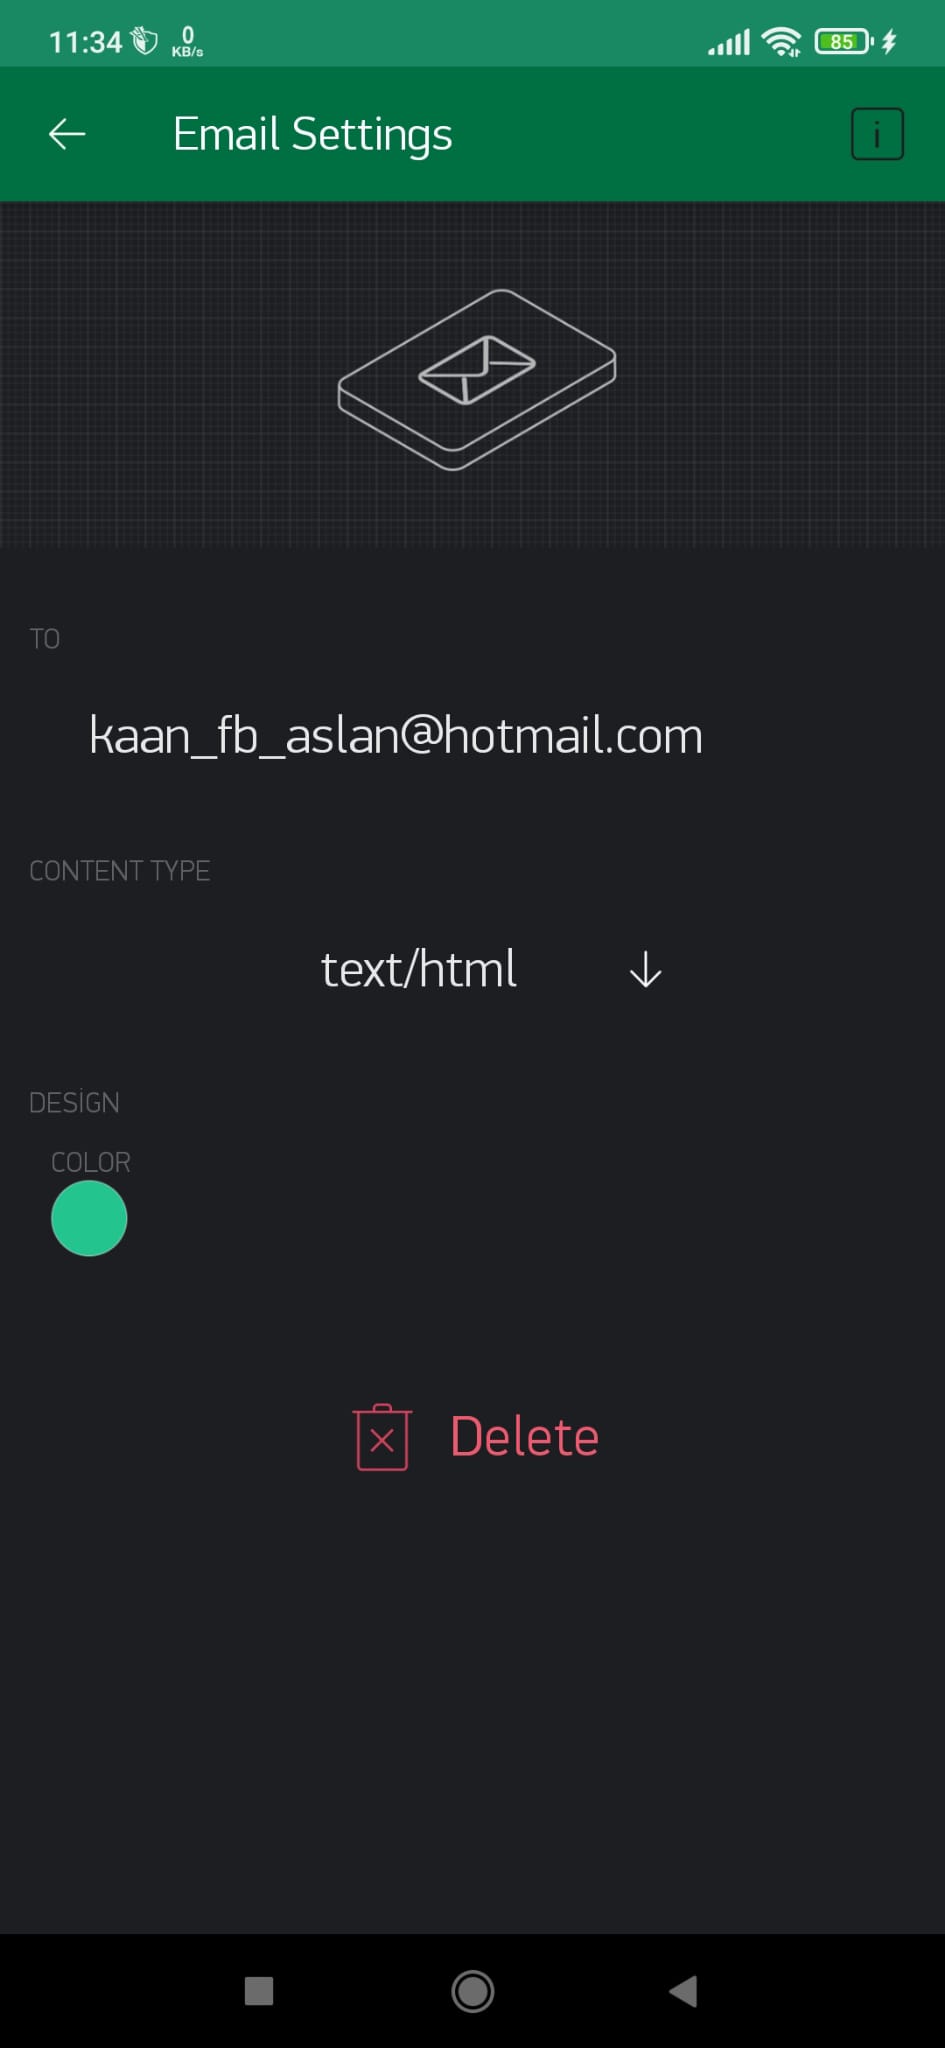 11:34 0 KB/s 85
Email Settings i
TO
kaan_fb_aslan@hotmail.com
CONTENT TYPE
text/html
DESİGN
COLOR
Delete